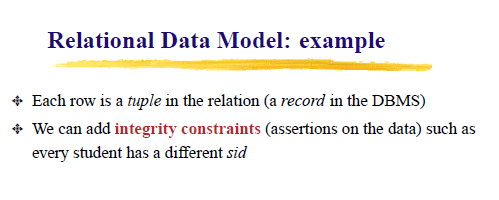 Relational Data Model: example
Each row is a tuple in the relation (a record in the DBMS)
We can add integrity constraints (assertions on the data) such as
every student has a different sid